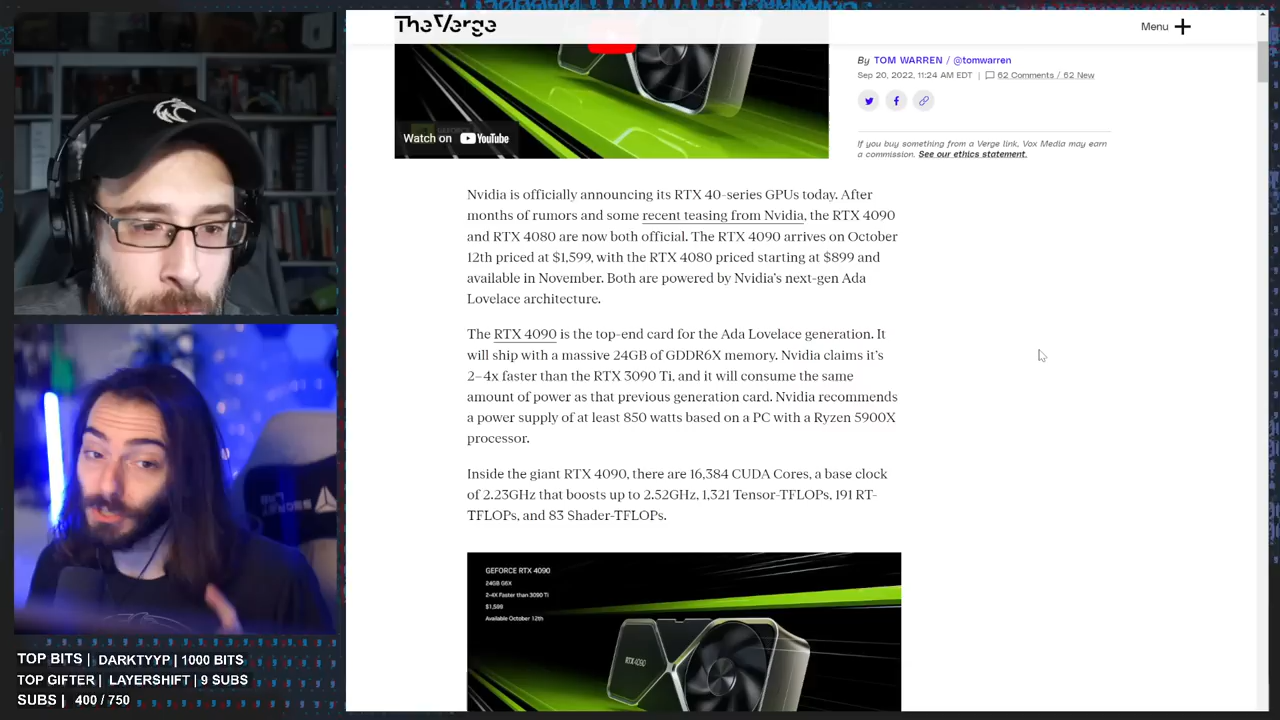 The Verge
Menu
Watch on YouTube
By TOM WARREN / @tomwarren
Sep 20, 2022, 11:24 AM EDT | 62 Comments / 62 New
If you buy something from a Verge link, Vox Media may earn
a commission. See our ethics statement.
Nvidia is officially announcing its RTX 40-series GPUs today. After
months of rumors and some recent teasing from Nvidia, the RTX 4090
and RTX 4080 are now both official. The RTX 4090 arrives on October
12th priced at $1,599, with the RTX 4080 priced starting at $899 and
available in November. Both are powered by Nvidia's next-gen Ada
Lovelace architecture.
The RTX 4090 is the top-end card for the Ada Lovelace generation. It
will ship with a massive 24GB of GDDR6X memory. Nvidia claims it's
2–4x faster than the RTX 3090 Ti, and it will consume the same
amount of power as that previous generation card. Nvidia recommends
a power supply of at least 850 watts based on a PC with a Ryzen 5900X
processor.
Inside the giant RTX 4090, there are 16,384 CUDA Cores, a base clock
of 2.23GHz that boosts up to 2.52GHz, 1,321 Tensor-TFLOPs, 191 RT-
TFLOPs, and 83 Shader-TFLOPs.
GEFORCE RTX 4090
24GB G6X
2-4X Faster than 3090 Ti
$1,599
Available October 12th
RTX 4090
TOP BITS | DATATYPE | 1200 BITS
TOP GIFTER | LAYERSHIFT | 3 SUBS